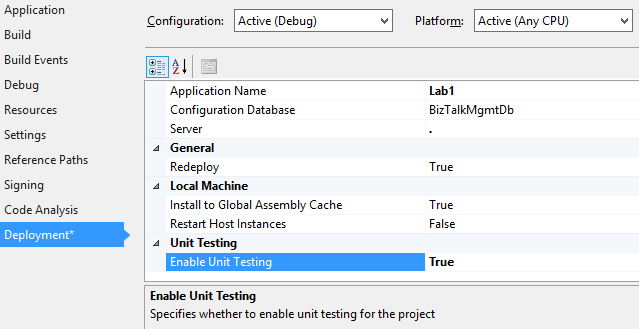 Application
Build
Build Events
Debug
Resources
Settings
Reference Paths
Signing
Code Analysis
Deployment*
Configuration: Active (Debug) Platform: Active (Any CPU)
Application Name Lab1
Configuration Database BizTalkMgmtDb
Server .
General
Redeploy True
Local Machine
Install to Global Assembly Cache True
Restart Host Instances False
Unit Testing
Enable Unit Testing True
Enable Unit Testing
Specifies whether to enable unit testing for the project